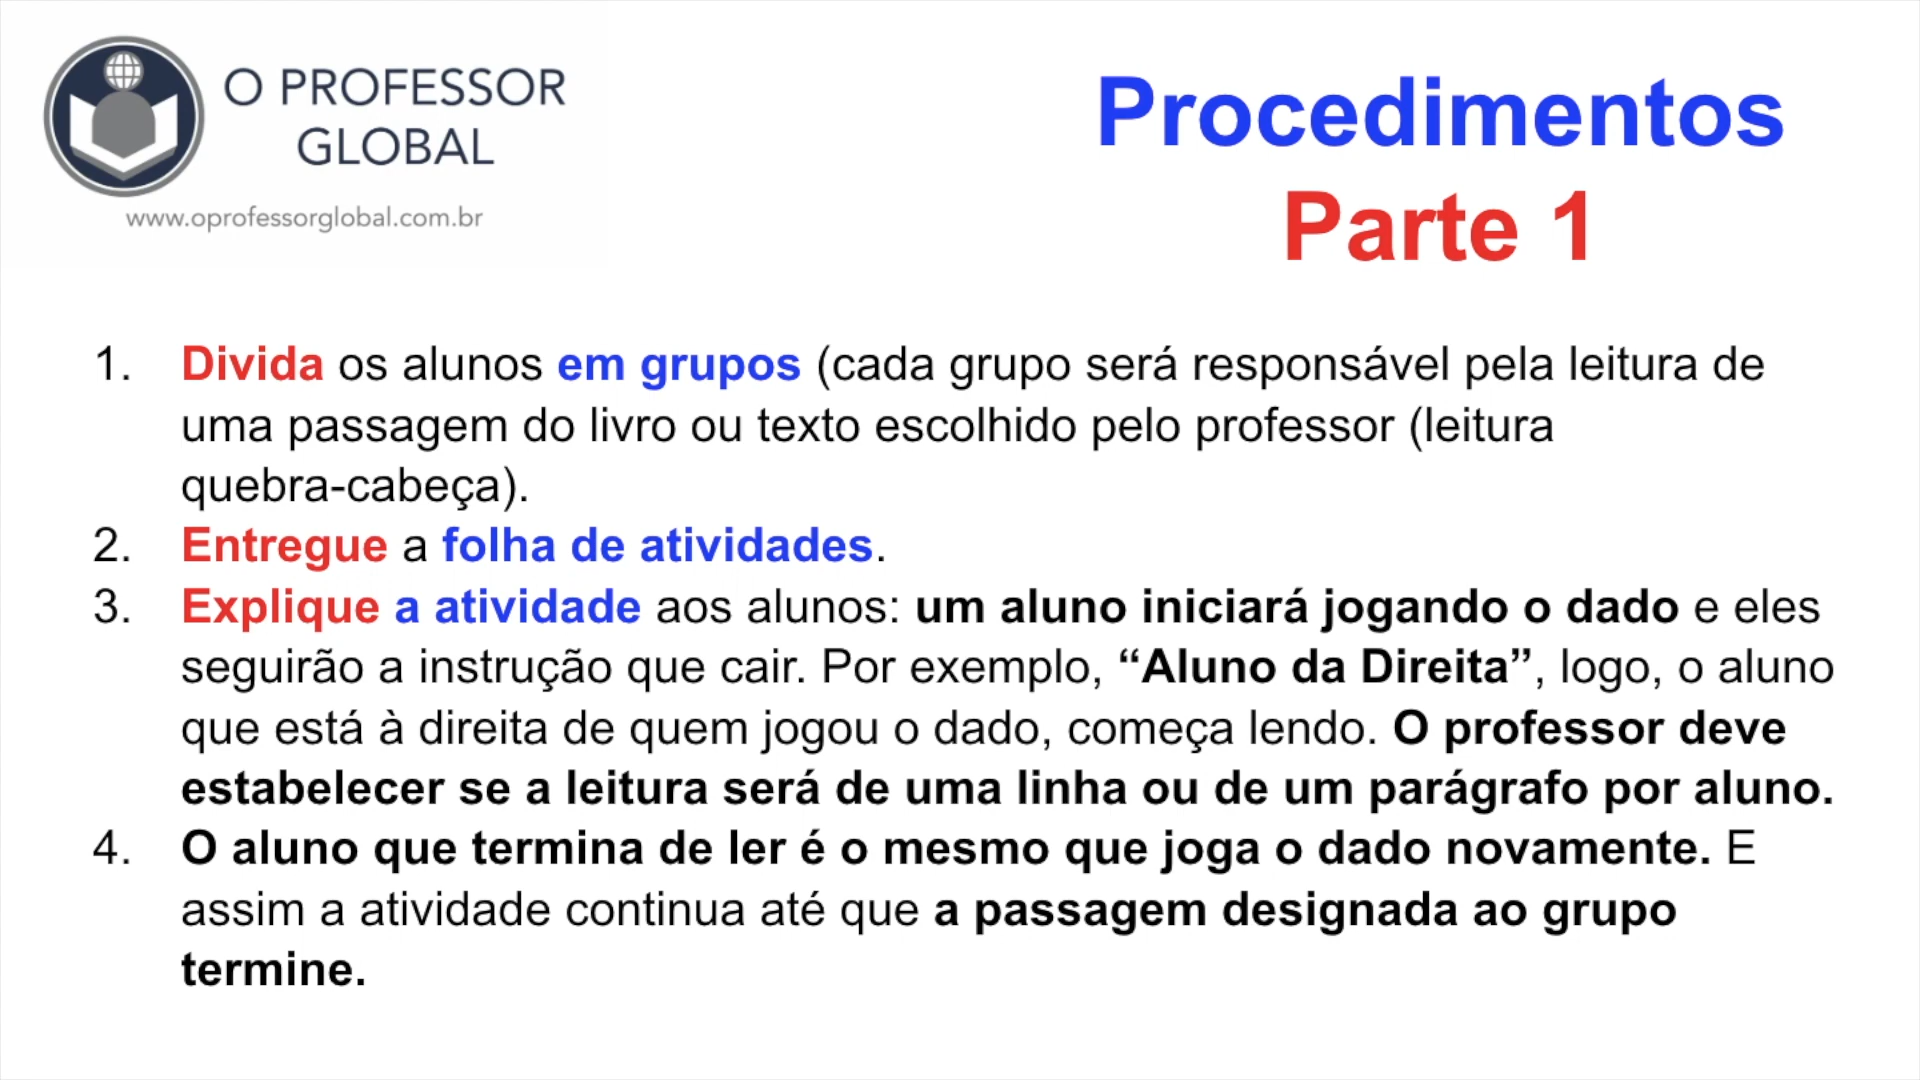 O PROFESSOR
GLOBAL
www.oprofessorglobal.com.br
Procedimentos
Parte 1
1. Divida os alunos em grupos (cada grupo será responsável pela leitura de
uma passagem do livro ou texto escolhido pelo professor (leitura
quebra-cabeça).
2. Entregue a folha de atividades.
3. Explique a atividade aos alunos: um aluno iniciará jogando o dado e eles
seguirão a instrução que cair. Por exemplo, “Aluno da Direita”, logo, o aluno
que está à direita de quem jogou o dado, começa lendo. O professor deve
estabelecer se a leitura será de uma linha ou de um parágrafo por aluno.
4. O aluno que termina de ler é o mesmo que joga o dado novamente. E
assim a atividade continua até que a passagem designada ao grupo
termine.